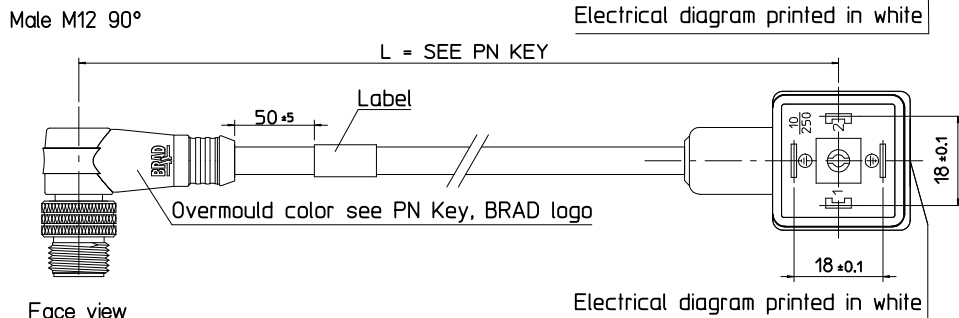 Male M12 90°
Electrical diagram printed in white
L = SEE PN KEY
50 ±5
Label
BRAD
10
250
2
1
18 ±0.1
18 ±0.1
Overmould color see PN Key, BRAD logo
Electrical diagram printed in white
Face view